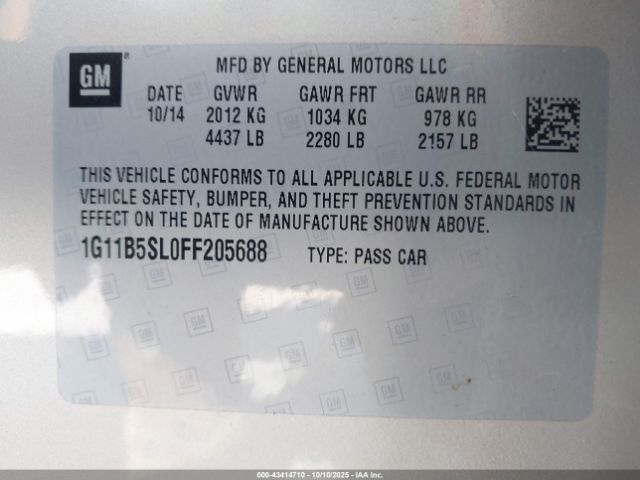 GM
MFD BY GENERAL MOTORS LLC
DATE GVWR GAWR FRT GAWR RR
10/14 2012 KG 1034 KG 978 KG
4437 LB 2280 LB 2157 LB
THIS VEHICLE CONFORMS TO ALL APPLICABLE U.S. FEDERAL MOTOR
VEHICLE SAFETY, BUMPER, AND THEFT PREVENTION STANDARDS IN
EFFECT ON THE DATE OF MANUFACTURE SHOWN ABOVE.
1G11B5SL0FF205688 TYPE: PASS CAR
000-43414710 - 10/10/2025 - IAA Inc.